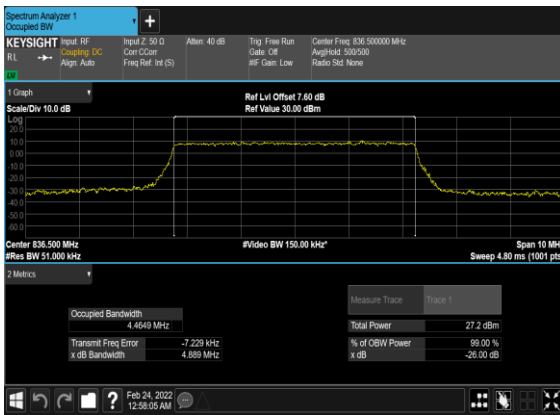 Spectrum Analyzer 1
Occupied BW
KEYSIGHT
RL
LV
Input: RF
Coupling: DC
Align: Auto
Input Z: 50 Ω
Corr CCorr
Freq Ref: Int (S)
Atten: 40 dB
Trig: Free Run
Gate: Off
#IF Gain: Low
Center Freq: 836.500000 MHz
Avg|Hold: 500/500
Radio Std: None
1 Graph
Scale/Div 10.0 dB
Ref Lvl Offset 7.60 dB
Ref Value 30.00 dBm
Log
20.0
10.0
0.00
-10.0
-20.0
-30.0
-40.0
-50.0
-60.0
Center 836.500 MHz
#Res BW 51.000 kHz
#Video BW 150.00 kHz*
Span 10 MH
Sweep 4.80 ms (1001 pts
2 Metrics
Measure Trace Trace 1
Occupied Bandwidth
4.4649 MHz
Total Power 27.2 dBm
Transmit Freq Error -7.229 kHz
% of OBW Power 99.00 %
x dB Bandwidth 4.889 MHz
x dB -26.00 dB
Feb 24, 2022
12:58:05 AM